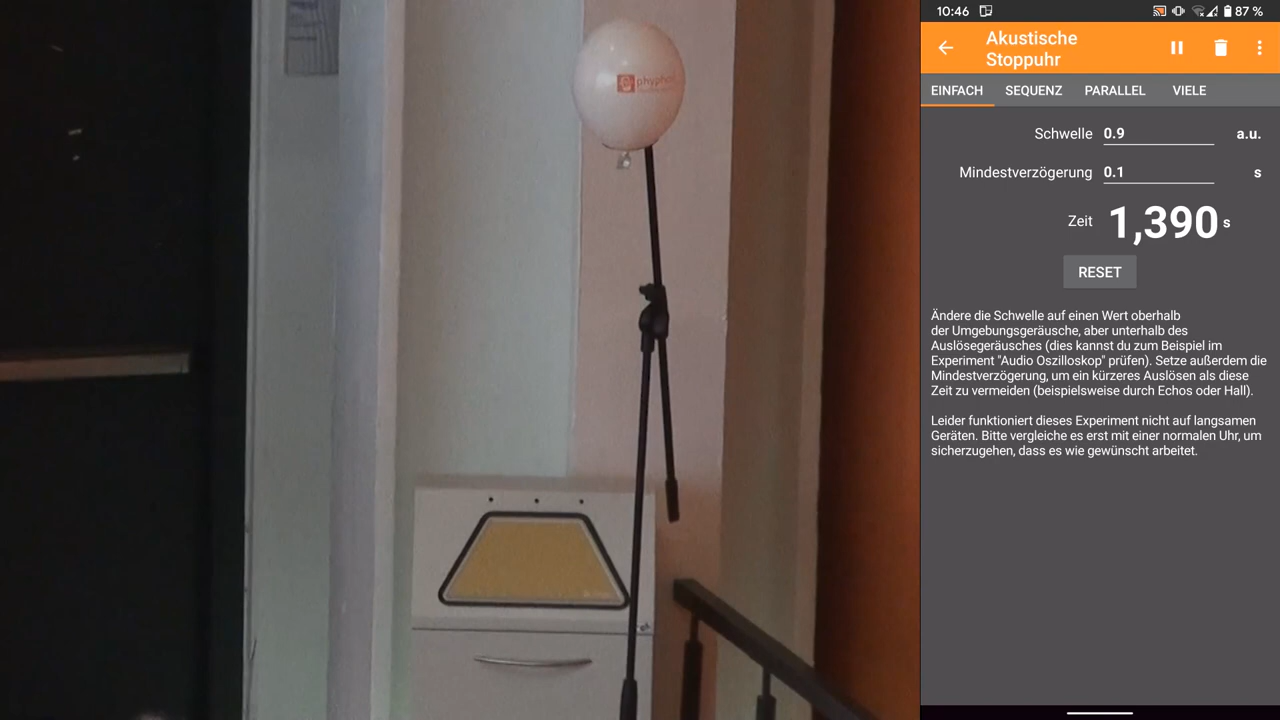 phyphox
10:46
87 %
Akustische
Stoppuhr
EINFACH SEQUENZ PARALLEL VIELE
Schwelle 0.9 a.u.
Mindestverzögerung 0.1 s
Zeit 1,390 s
RESET
Ändere die Schwelle auf einen Wert oberhalb
der Umgebungsgeräusche, aber unterhalb des
Auslösegeräusches (dies kannst du zum Beispiel im
Experiment "Audio Oszilloskop" prüfen). Setze außerdem die
Mindestverzögerung, um ein kürzeres Auslösen als diese
Zeit zu vermeiden (beispielsweise durch Echos oder Hall).
Leider funktioniert dieses Experiment nicht auf langsamen
Geräten. Bitte vergleiche es erst mit einer normalen Uhr, um
sicherzugehen, dass es wie gewünscht arbeitet.